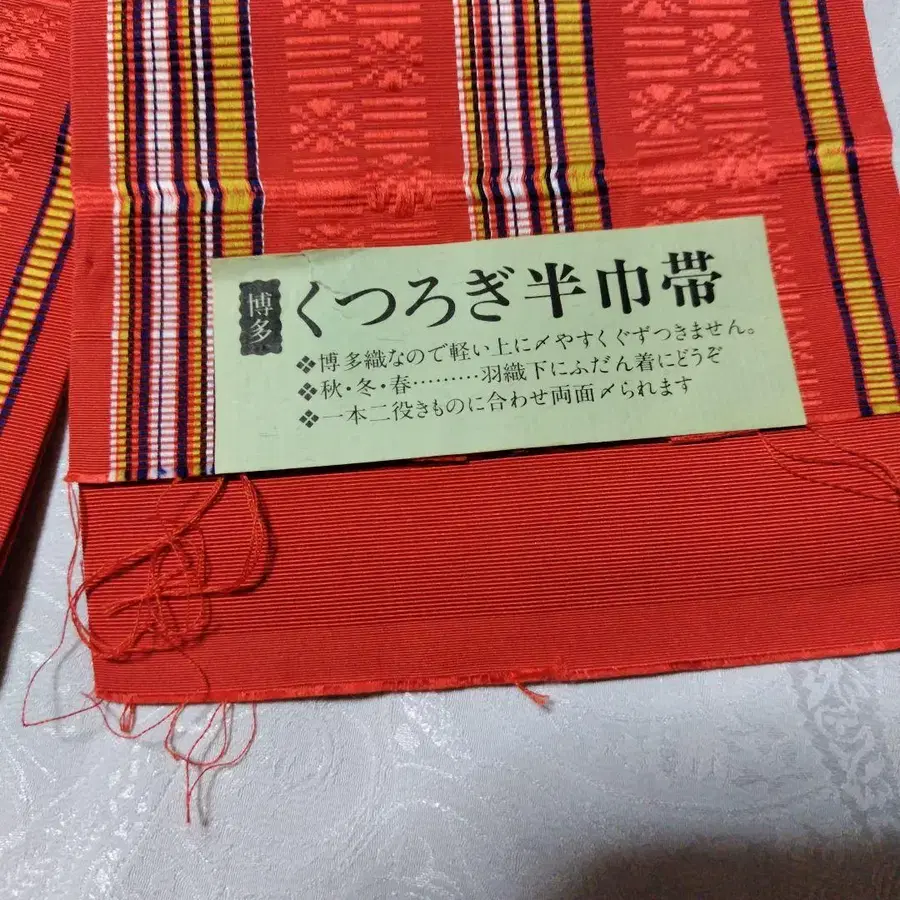 博多
くつろぎ半巾帯
❖博多織なので軽い上に〆やすくぐずつきません。
❖秋・冬・春………羽織下にふだん着にどうぞ
❖一本二役きものに合わせ両面〆られます